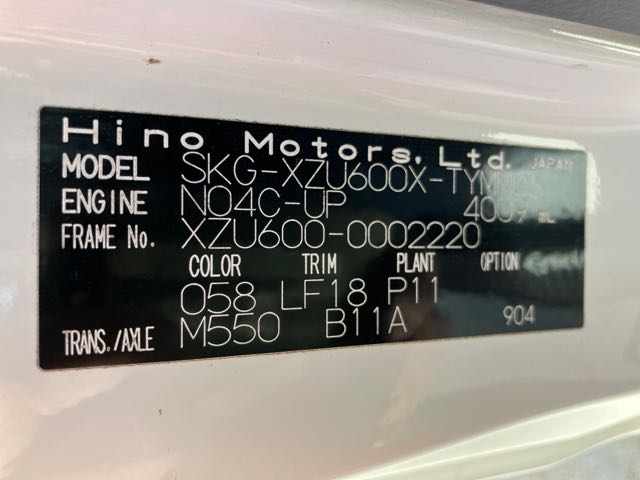 Hino Motors, Ltd. JAPAN
MODEL SKG-XZU600X-
ENGINE N04C-UP 4009 mL
FRAME No. XZU600-0002220
COLOR TRIM PLANT OPTION
058 LF18 P11
TRANS./AXLE M550 B11A 904